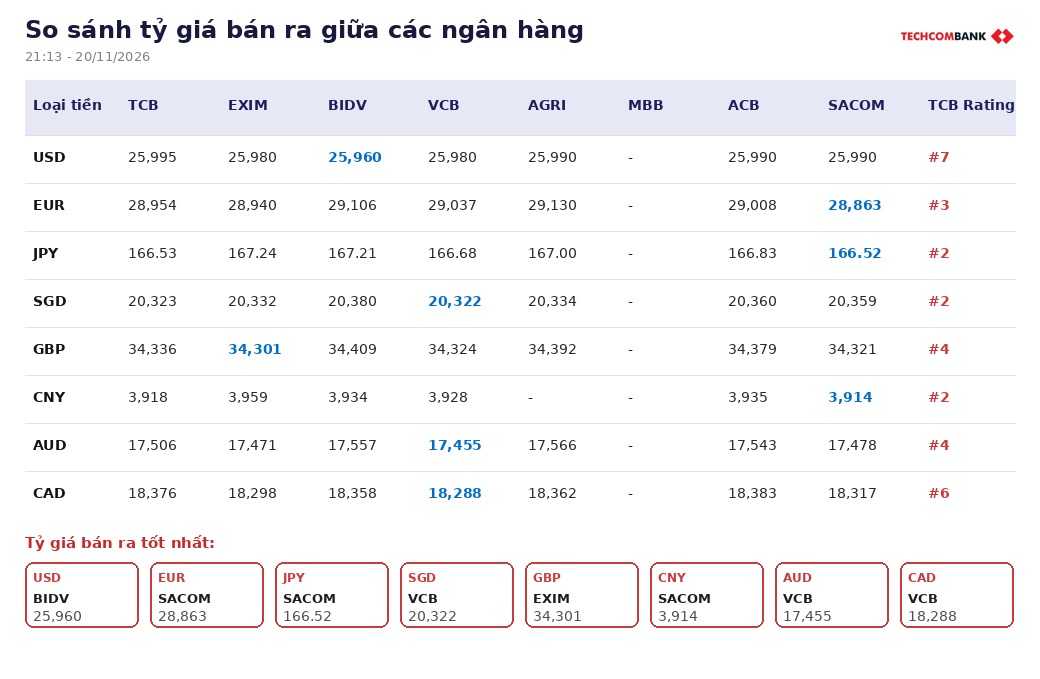 So sánh tỷ giá bán ra giữa các ngân hàng
TECHCOMBANK
21:13 - 20/11/2026
Loại tiền TCB EXIM BIDV VCB AGRI MBB ACB SACOM TCB Rating
USD 25,995 25,980 25,960 25,980 25,990 - 25,990 25,990 #7
EUR 28,954 28,940 29,106 29,037 29,130 - 29,008 28,863 #3
JPY 166.53 167.24 167.21 166.68 167.00 - 166.83 166.52 #2
SGD 20,323 20,332 20,380 20,322 20,334 - 20,360 20,359 #2
GBP 34,336 34,301 34,409 34,324 34,392 - 34,379 34,321 #4
CNY 3,918 3,959 3,934 3,928 - - 3,935 3,914 #2
AUD 17,506 17,471 17,557 17,455 17,566 - 17,543 17,478 #4
CAD 18,376 18,298 18,358 18,288 18,362 - 18,383 18,317 #6
Tỷ giá bán ra tốt nhất:
USD EUR JPY SGD GBP CNY AUD CAD
BIDV SACOM SACOM VCB EXIM SACOM VCB VCB
25,960 28,863 166.52 20,322 34,301 3,914 17,455 18,288